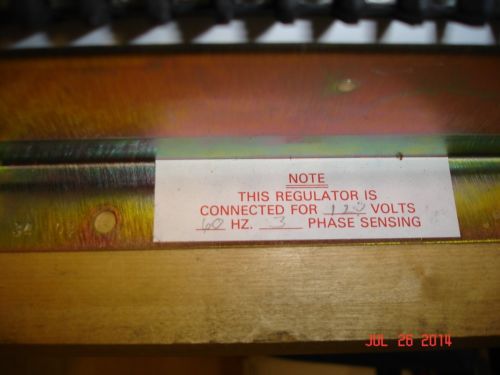 NOTE
THIS REGULATOR IS
CONNECTED FOR 120 VOLTS
60 HZ. 3 PHASE SENSING
JUL 26 2014